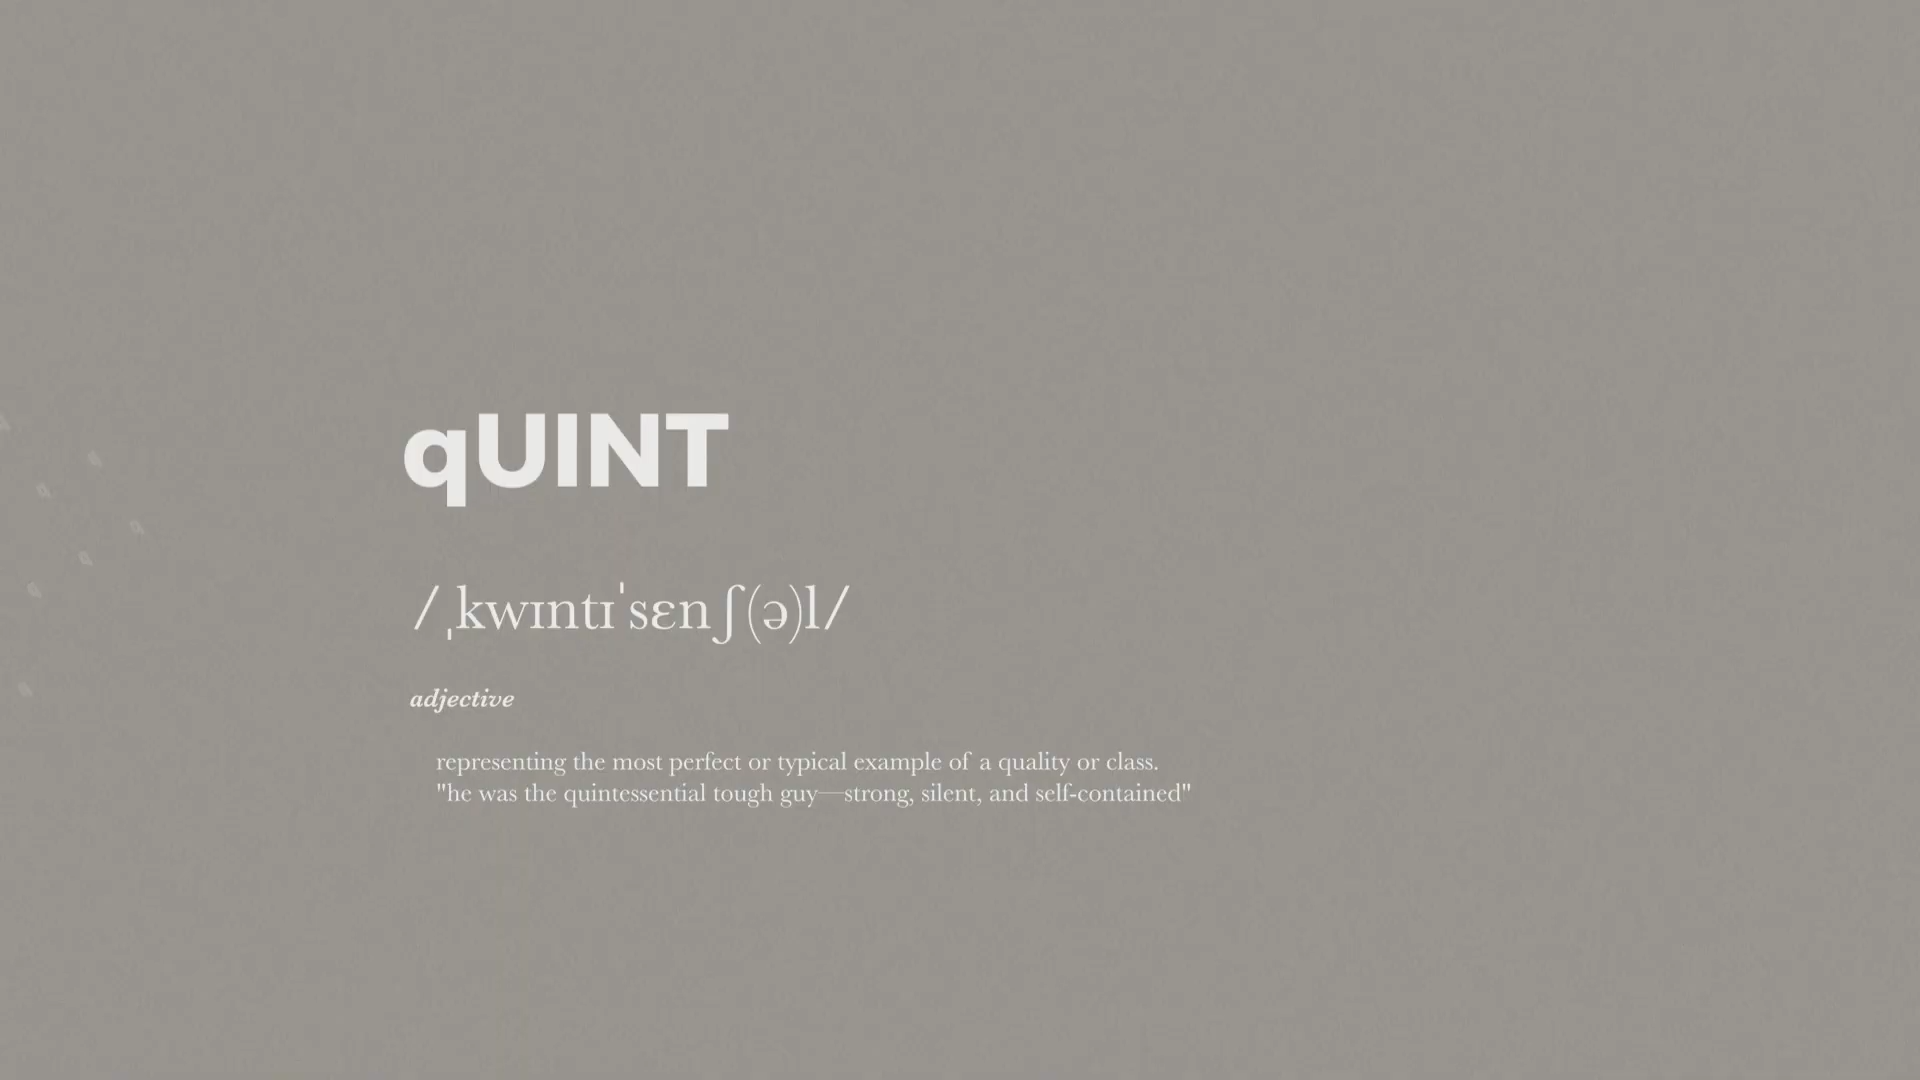 qUINT
/ˌkwɪntɪˈsɛnʃ(ə)l/
adjective
representing the most perfect or typical example of a quality or class.
"he was the quintessential tough guy—strong, silent, and self-contained"